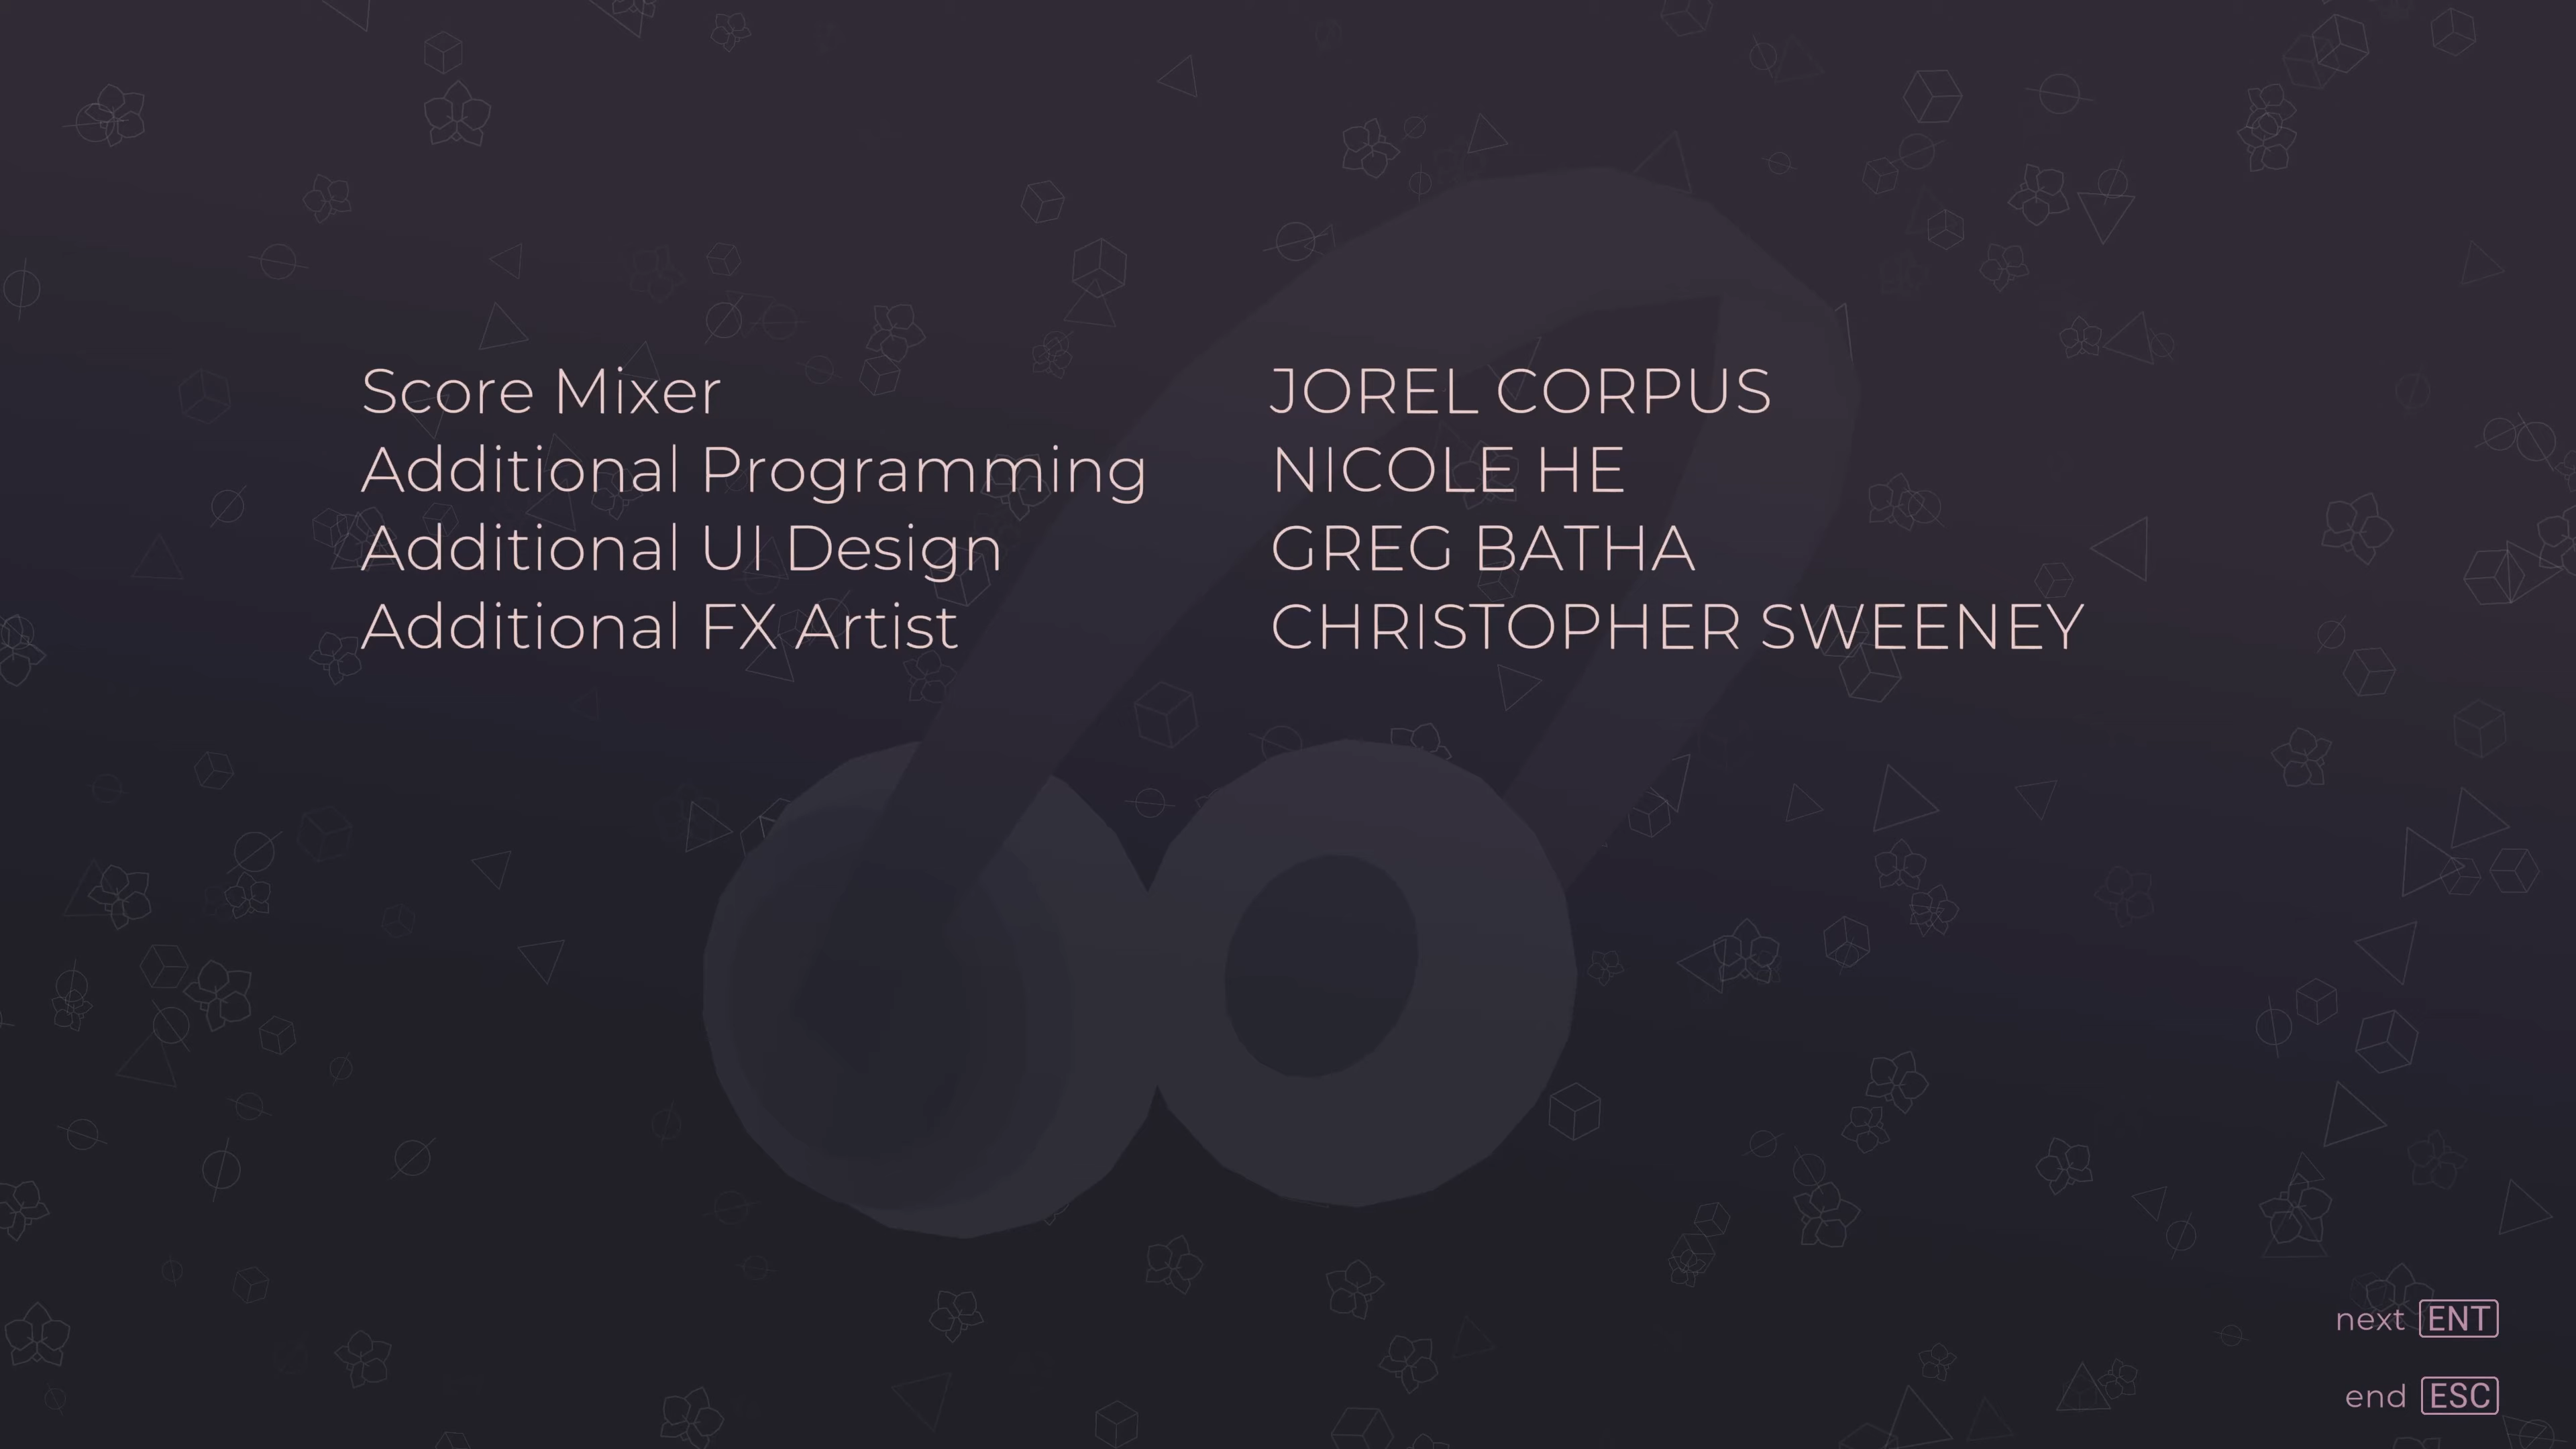 Score Mixer JOREL CORPUS
Additional Programming NICOLE HE
Additional UI Design GREG BATHA
Additional FX Artist CHRISTOPHER SWEENEY
next ENT
end ESC